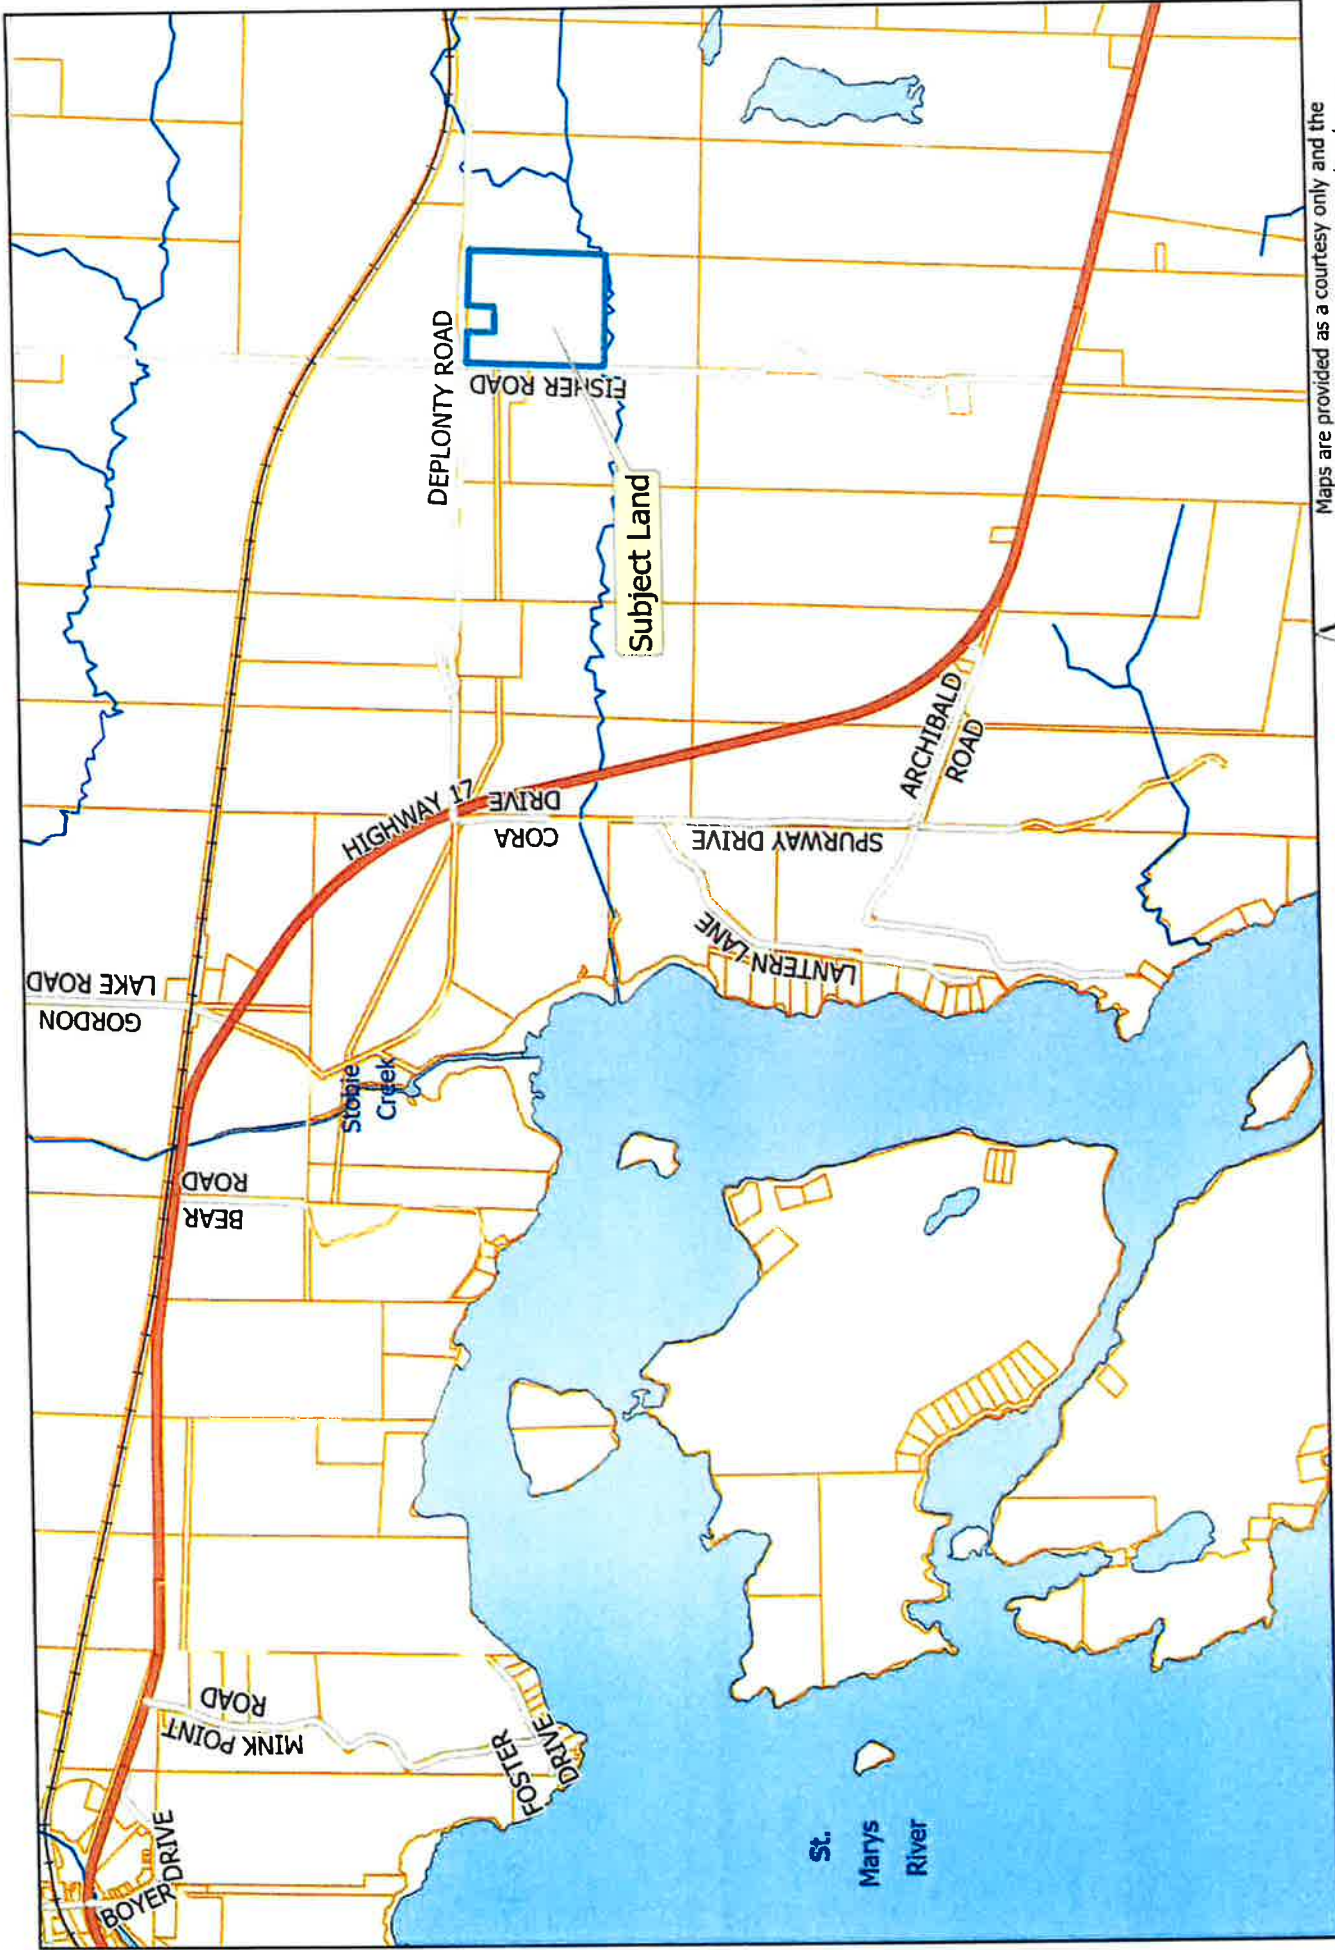 BOYER DRIVE
MINK POINT
ROAD
FOSTER
DRIVE
BEAR
ROAD
GORDON
LAKE ROAD
Stobie
Creek
HIGHWAY 17
CORA
DRIVE
DEPLONTY ROAD
FISHER ROAD
Subject Land
LANTERN LANE
SPURWAY DRIVE
ARCHIBALD
ROAD
St.
Marys
River
Maps are provided as a courtesy only and the